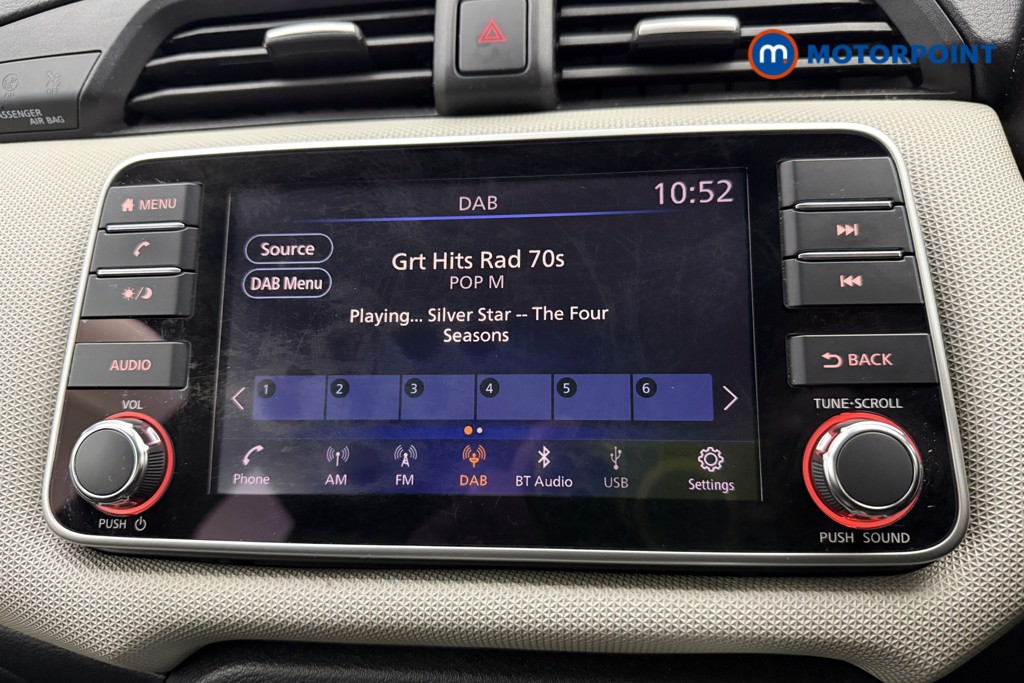 m MOTORPOINT
OFF OFF
PASSENGER
AIR BAG
MENU
AUDIO
VOL
PUSH
DAB
10:52
Source
DAB Menu
Grt Hits Rad 70s
POP M
Playing... Silver Star -- The Four
Seasons
1 2 3 4 5 6
Phone AM FM DAB BT Audio USB Settings
BACK
TUNE·SCROLL
PUSH SOUND